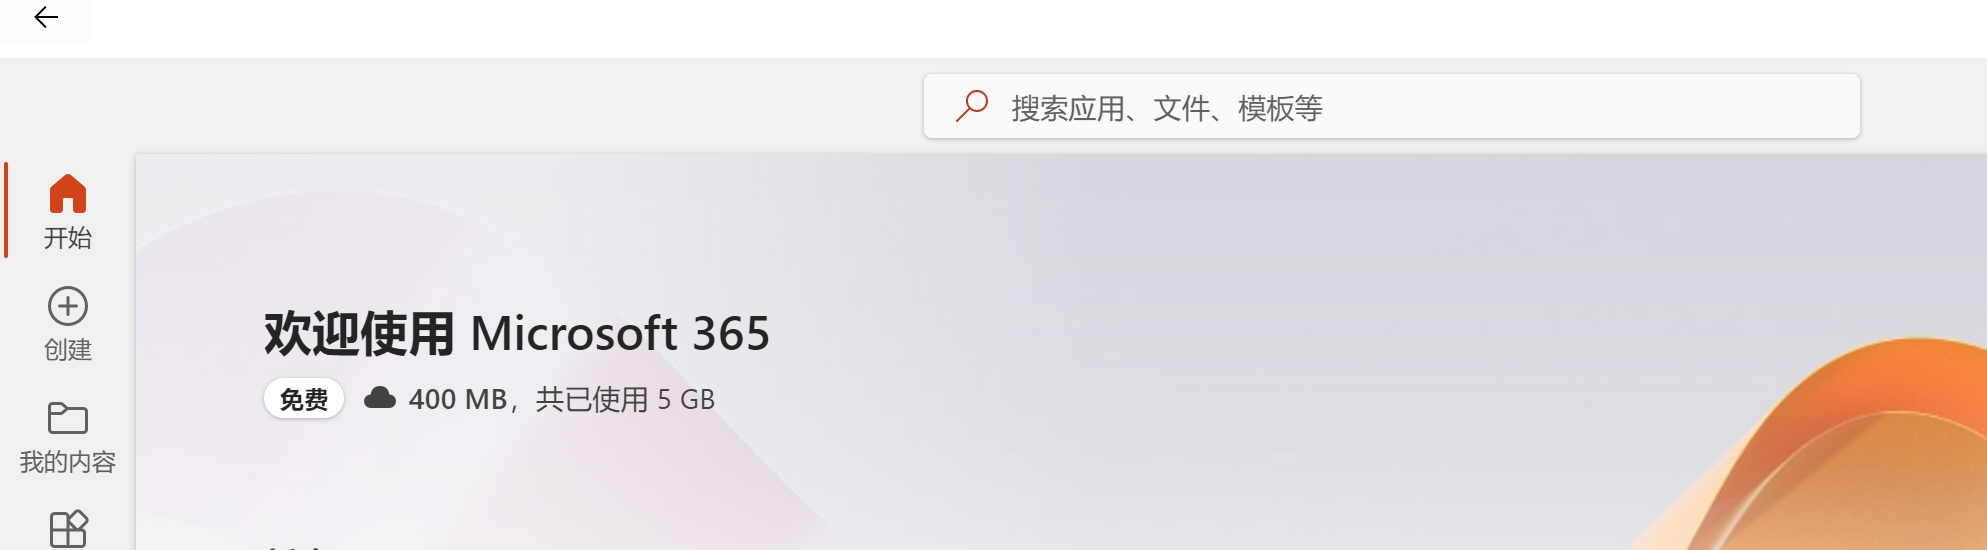 搜索应用、文件、模板等
开始
创建
我的内容
欢迎使用 Microsoft 365
免费 400 MB，共已使用 5 GB